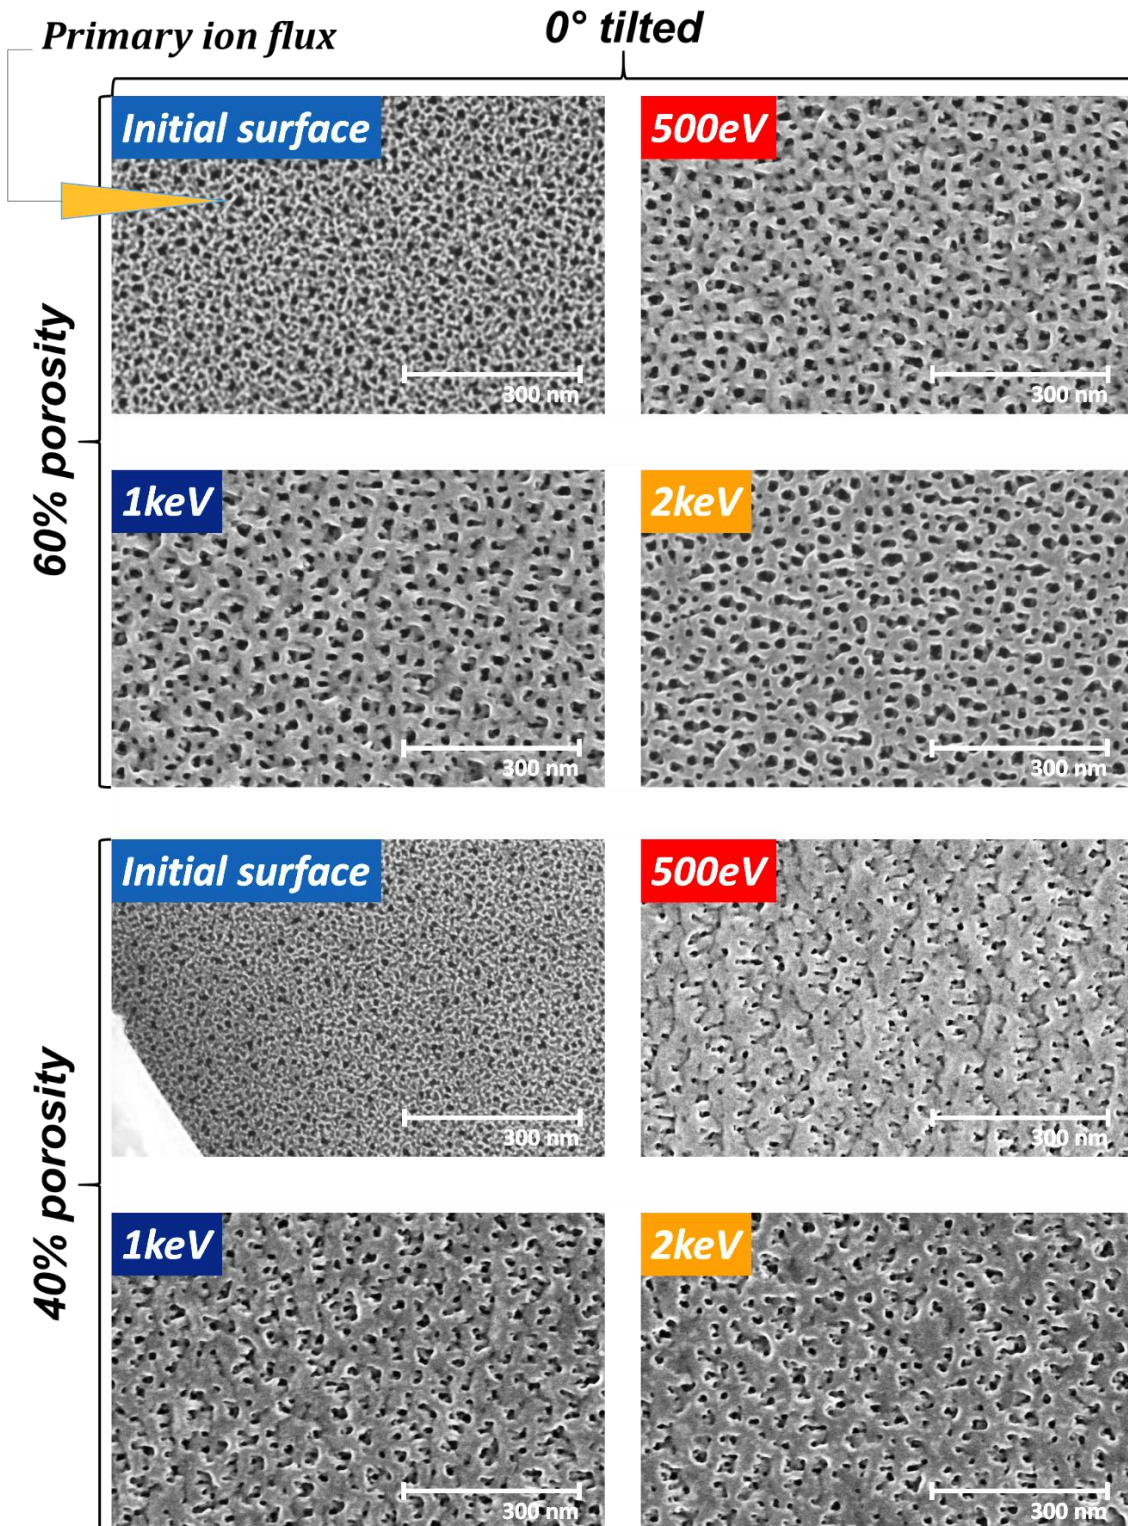 Primary ion flux
0° tilted
60% porosity
Initial surface
300 nm
500eV
300 nm
1keV
300 nm
2keV
300 nm
40% porosity
Initial surface
300 nm
500eV
300 nm
1keV
300 nm
2keV
300 nm